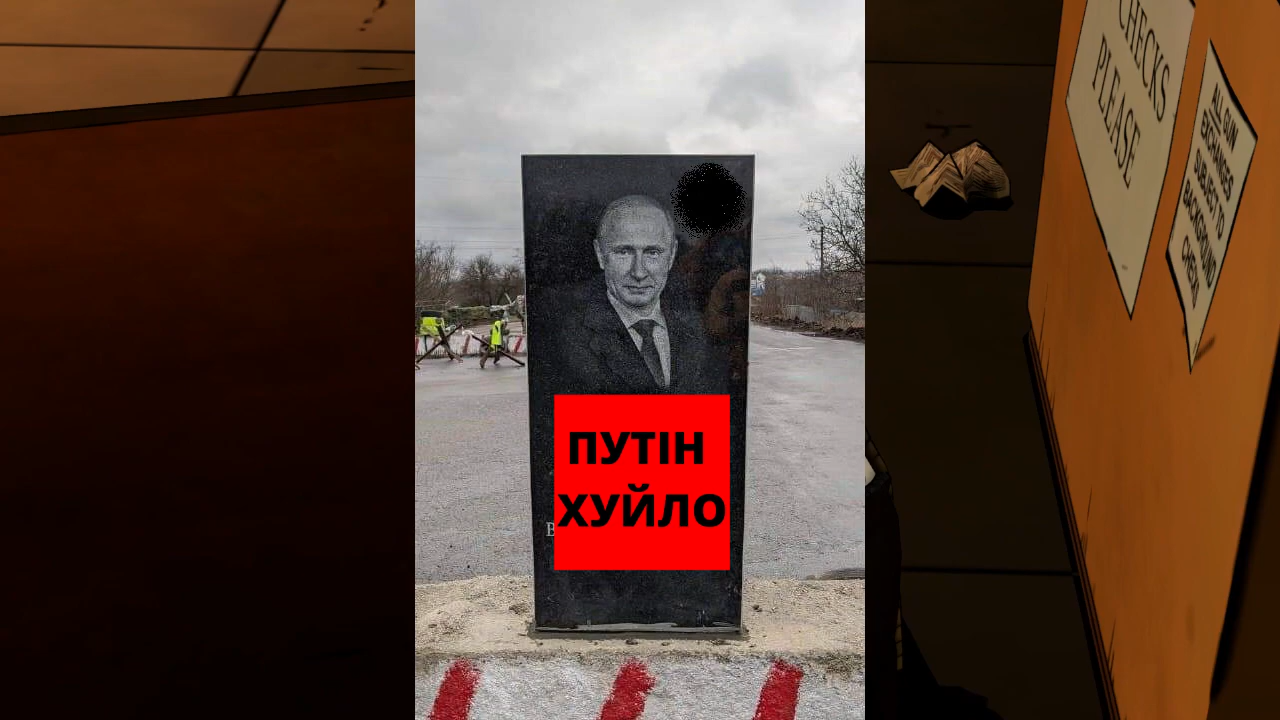 ПУТІН
ХУЙЛО
В
CHECKS
PLEASE
ALL GUN
EXCHANGES
SUBJECT TO
BACKGROUND
CHECK!